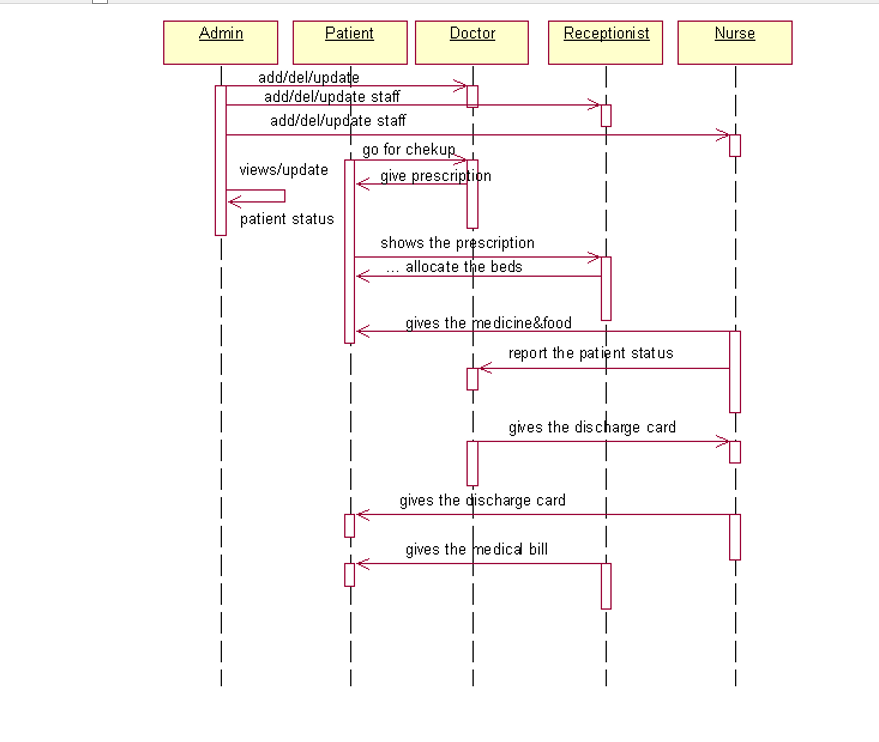 Admin
Patient
Doctor
Receptionist
Nurse
add/del/update
add/del/update staff
add/del/update staff
go for chekup
views/update
give prescription
patient status
shows the prescription
... allocate the beds
gives the medicine&food
report the patient status
gives the discharge card
gives the discharge card
gives the medical bill